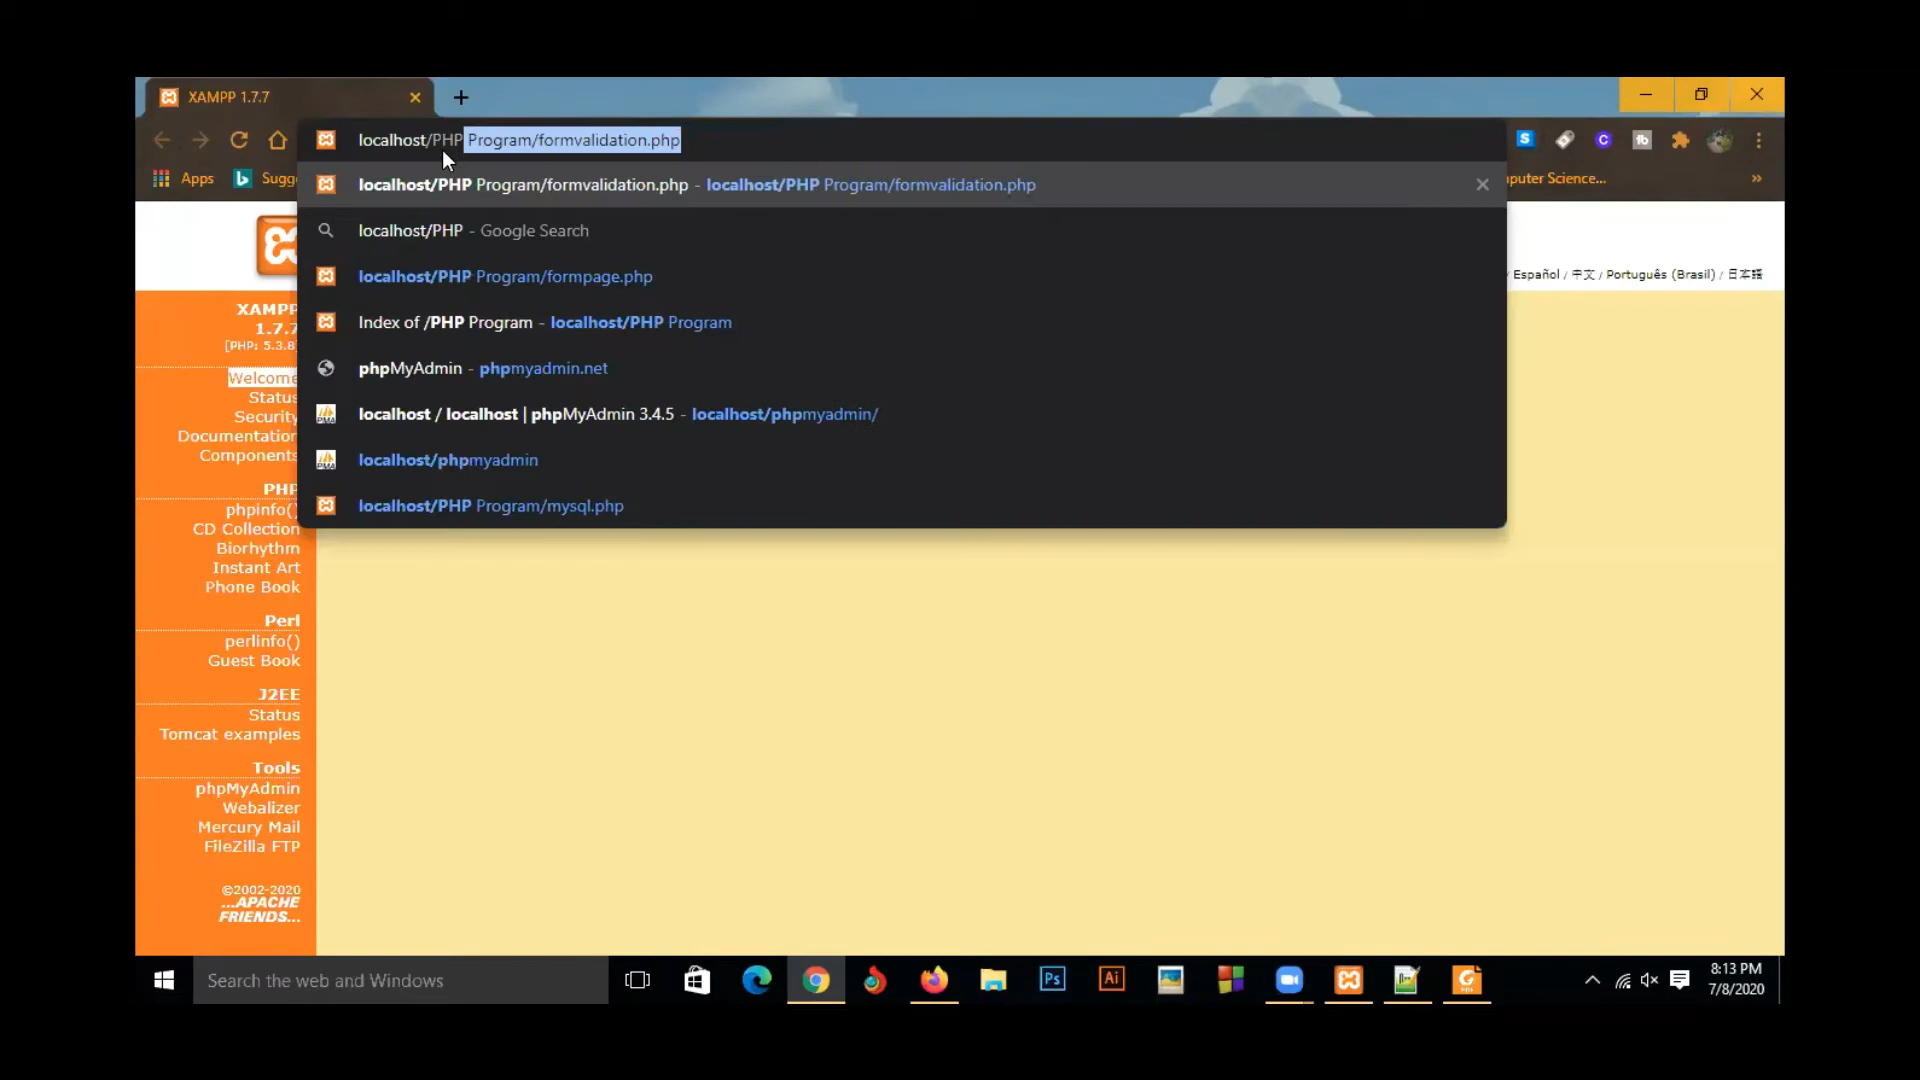 XAMPP 1.7.7
localhost/PHP Program/formvalidation.php
Apps
Sugg
puter Science...
»
localhost/PHP Program/formvalidation.php - localhost/PHP Program/formvalidation.php
localhost/PHP - Google Search
localhost/PHP Program/formpage.php
Index of /PHP Program - localhost/PHP Program
phpMyAdmin - phpmyadmin.net
localhost / localhost | phpMyAdmin 3.4.5 - localhost/phpmyadmin/
localhost/phpmyadmin
localhost/PHP Program/mysql.php
/ Español / 中文 / Português (Brasil) / 日本語
XAMPP
1.7.7
[PHP: 5.3.8]
Welcome
Status
Security
Documentation
Components
PHP
phpinfo()
CD Collection
Biorhythm
Instant Art
Phone Book
Perl
perlinfo()
Guest Book
J2EE
Status
Tomcat examples
Tools
phpMyAdmin
Webalizer
Mercury Mail
FileZilla FTP
©2002-2020
...APACHE
FRIENDS...
Search the web and Windows
Ps
Ai
8:13 PM
7/8/2020